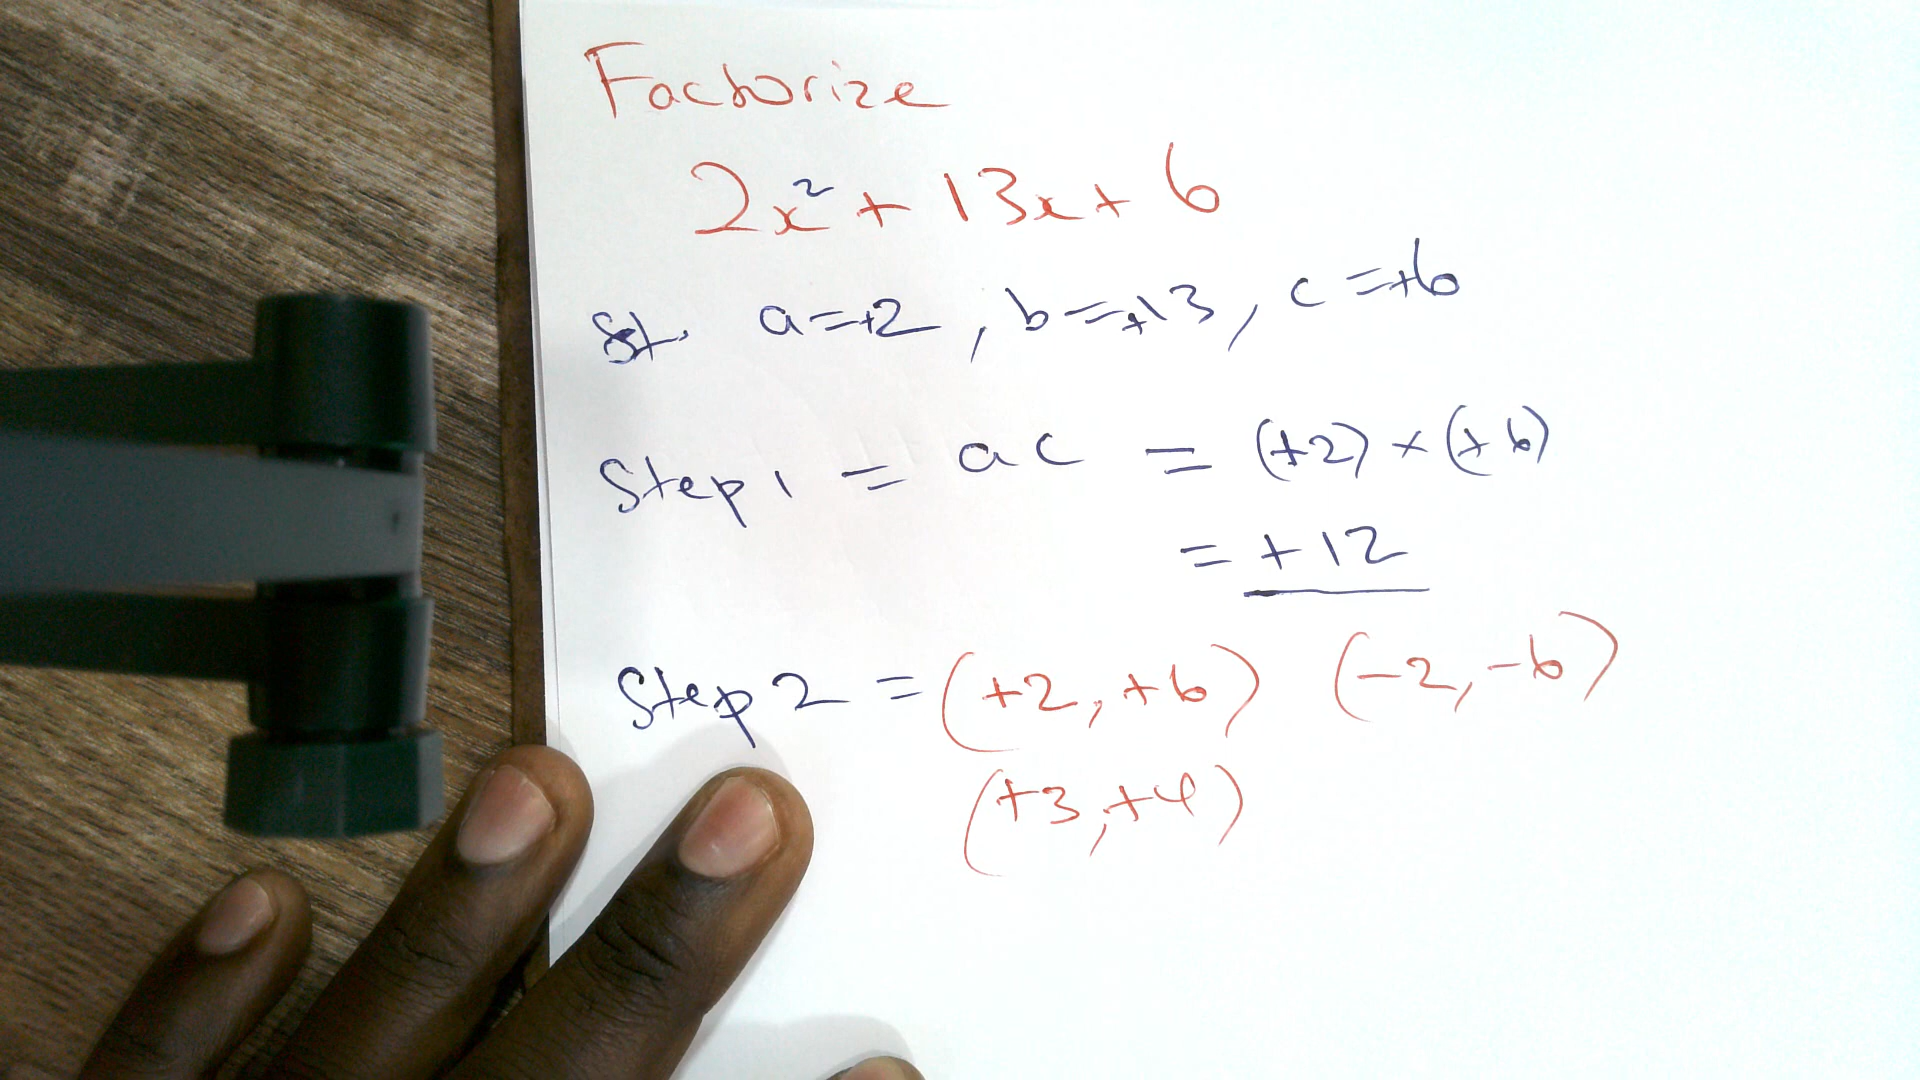 Factorize
2x² + 13x + 6
a=+2, b=+13, c=+6
Step 1 = ac = (+2) × (+6)
= +12
Step 2 = (+2, +6) (-2, -6)
(+3, +4)